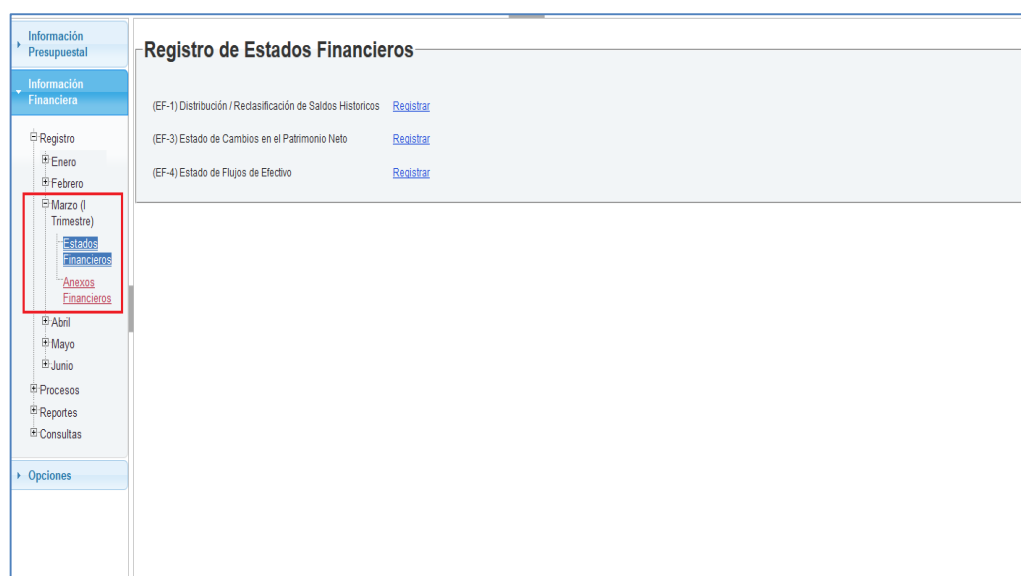 Información
Presupuestal
Información
Financiera
Registro
Enero
Febrero
Marzo (I
Trimestre)
Estados
Financieros
Anexos
Financieros
Abril
Mayo
Junio
Procesos
Reportes
Consultas
Opciones
Registro de Estados Financieros
(EF-1) Distribución / Reclasificación de Saldos Historicos Registrar
(EF-3) Estado de Cambios en el Patrimonio Neto Registrar
(EF-4) Estado de Flujos de Efectivo Registrar